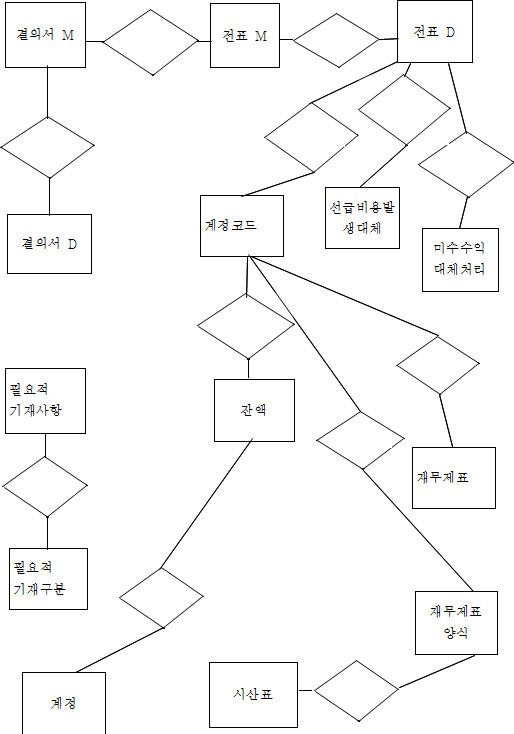 결의서 M
전표 M
전표 D
결의서 D
계정코드
선급비용발
생대체
미수수익
대체처리
필요적
기재사항
잔액
재무제표
필요적
기재구분
재무제표
양식
계정
시산표